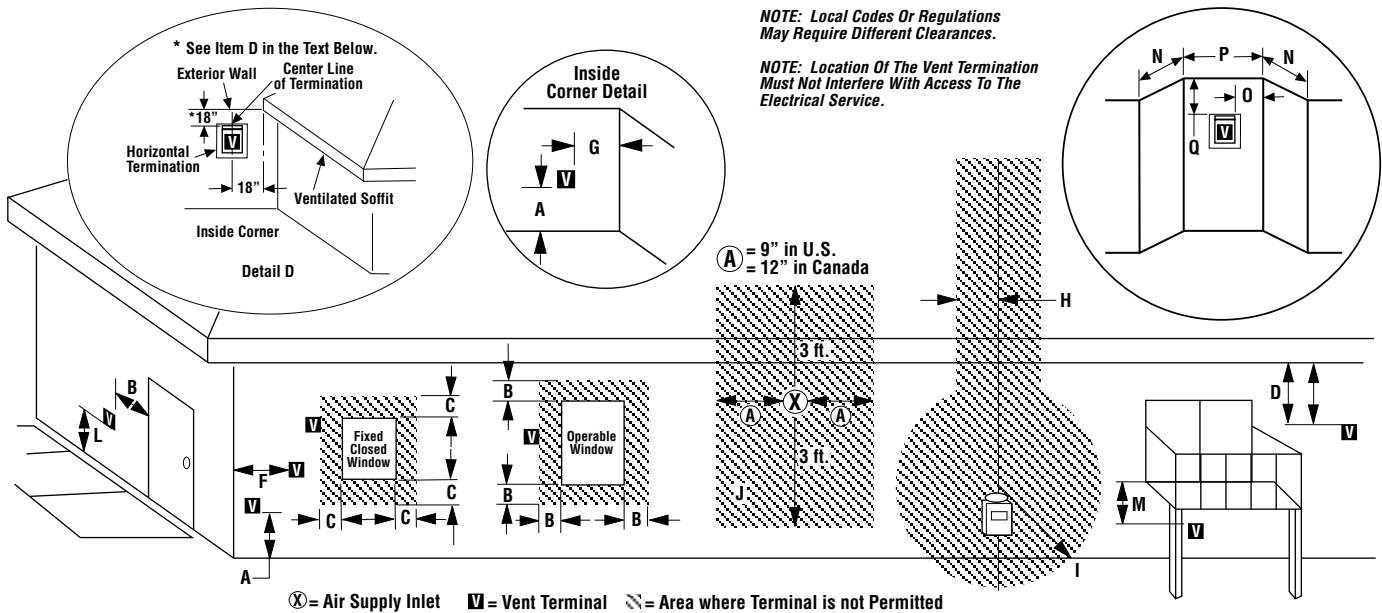 * See Item D in the Text Below.
Exterior Wall
Center Line
of Termination
*18"
V
Horizontal
Termination
18"
Ventilated Soffit
Inside Corner
Detail D
Inside
Corner Detail
G
V
A
NOTE: Local Codes Or Regulations
May Require Different Clearances.
NOTE: Location Of The Vent Termination
Must Not Interfere With Access To The
Electrical Service.
N
P
N
O
Q
V
A = 9" in U.S.
= 12" in Canada
H
3 ft.
A
X
A
3 ft.
J
I
B
V
L
F
V
V
A
V
Fixed
Closed
Window
C
C
C
C
B
V
Operable
Window
B
B
B
D
V
M
V
X = Air Supply Inlet V = Vent Terminal = Area where Terminal is not Permitted